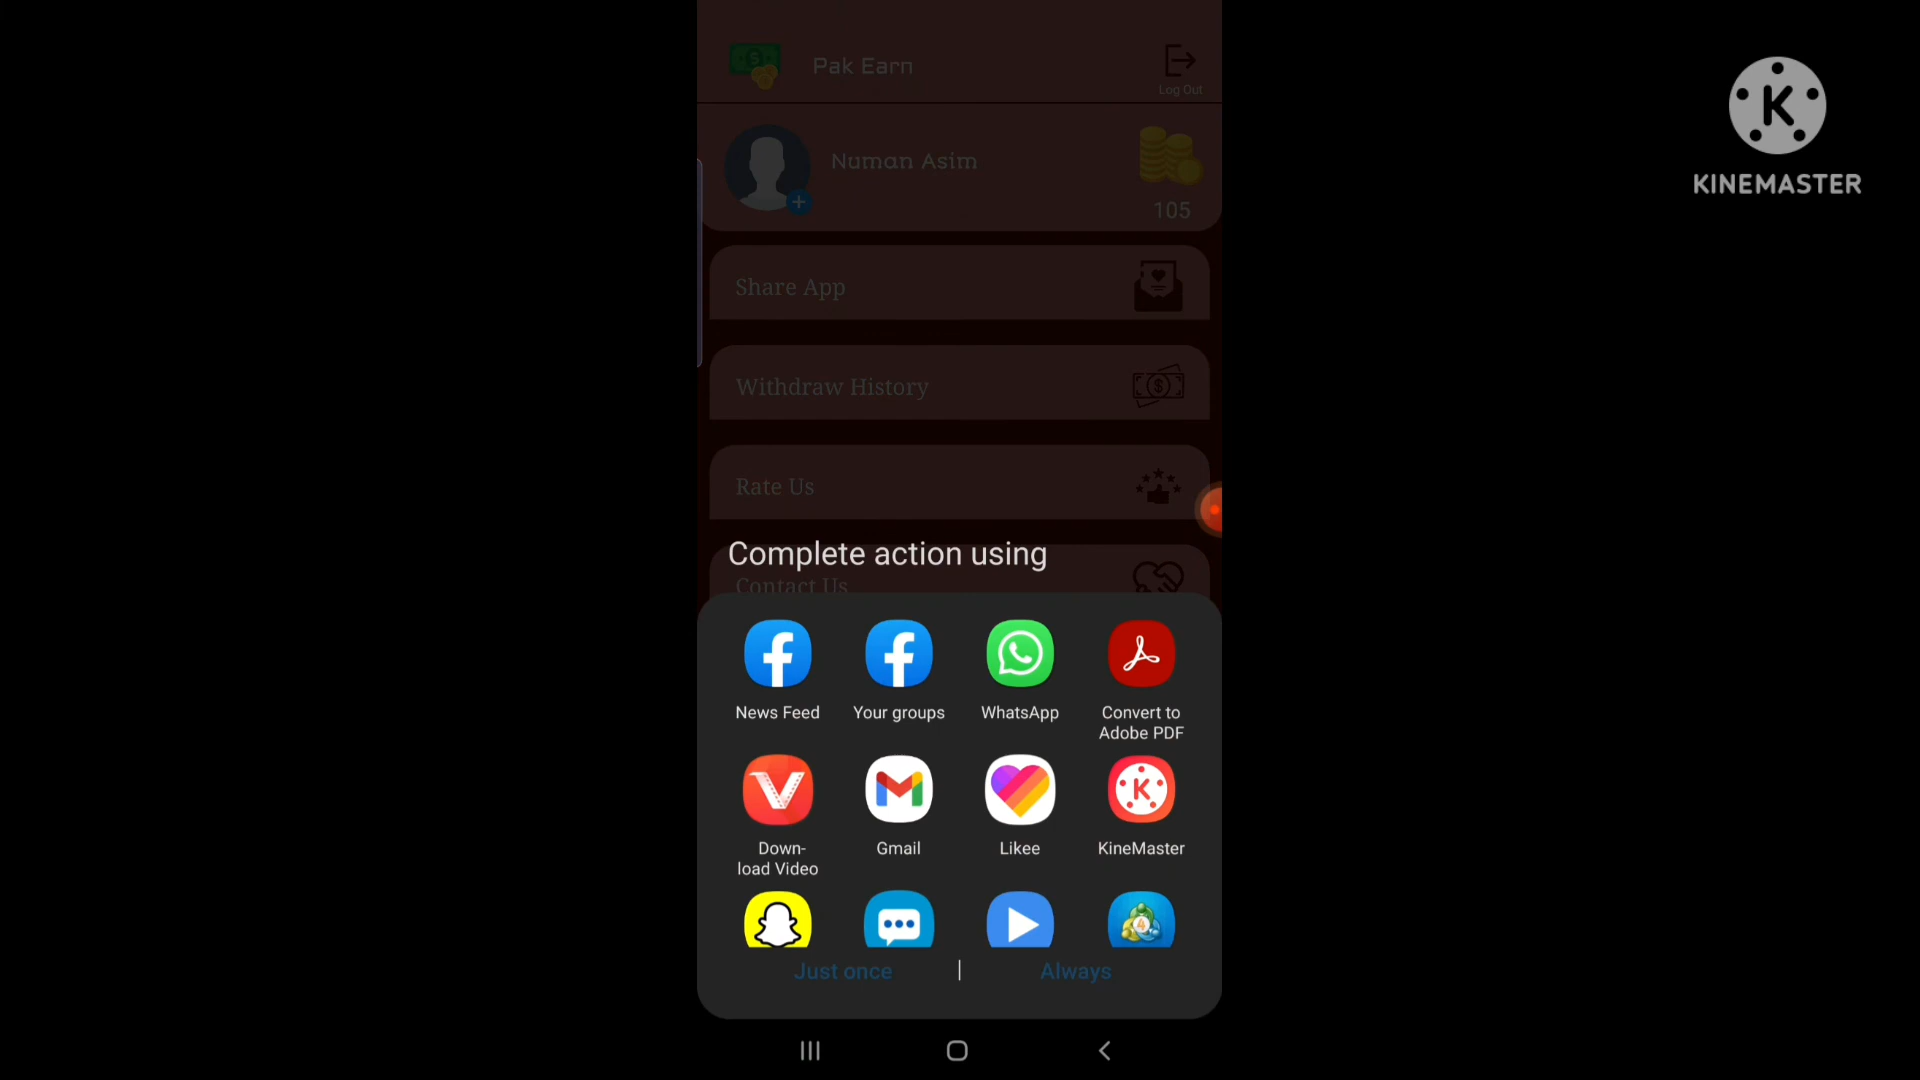 Pak Earn
Log Out
K
KINEMASTER
Numan Asim
105
Share App
Withdraw History
Rate Us
Complete action using
Contact Us
News Feed
Your groups
WhatsApp
Convert to
Adobe PDF
Down-
load Video
Gmail
Likee
KineMaster
Just once
Always